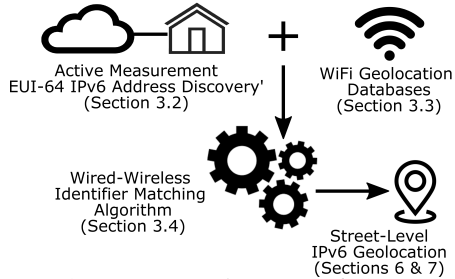 Active Measurement
EUI-64 IPv6 Address Discovery'
(Section 3.2)
WiFi Geolocation
Databases
(Section 3.3)
Wired-Wireless
Identifier Matching
Algorithm
(Section 3.4)
Street-Level
IPv6 Geolocation
(Sections 6 & 7)